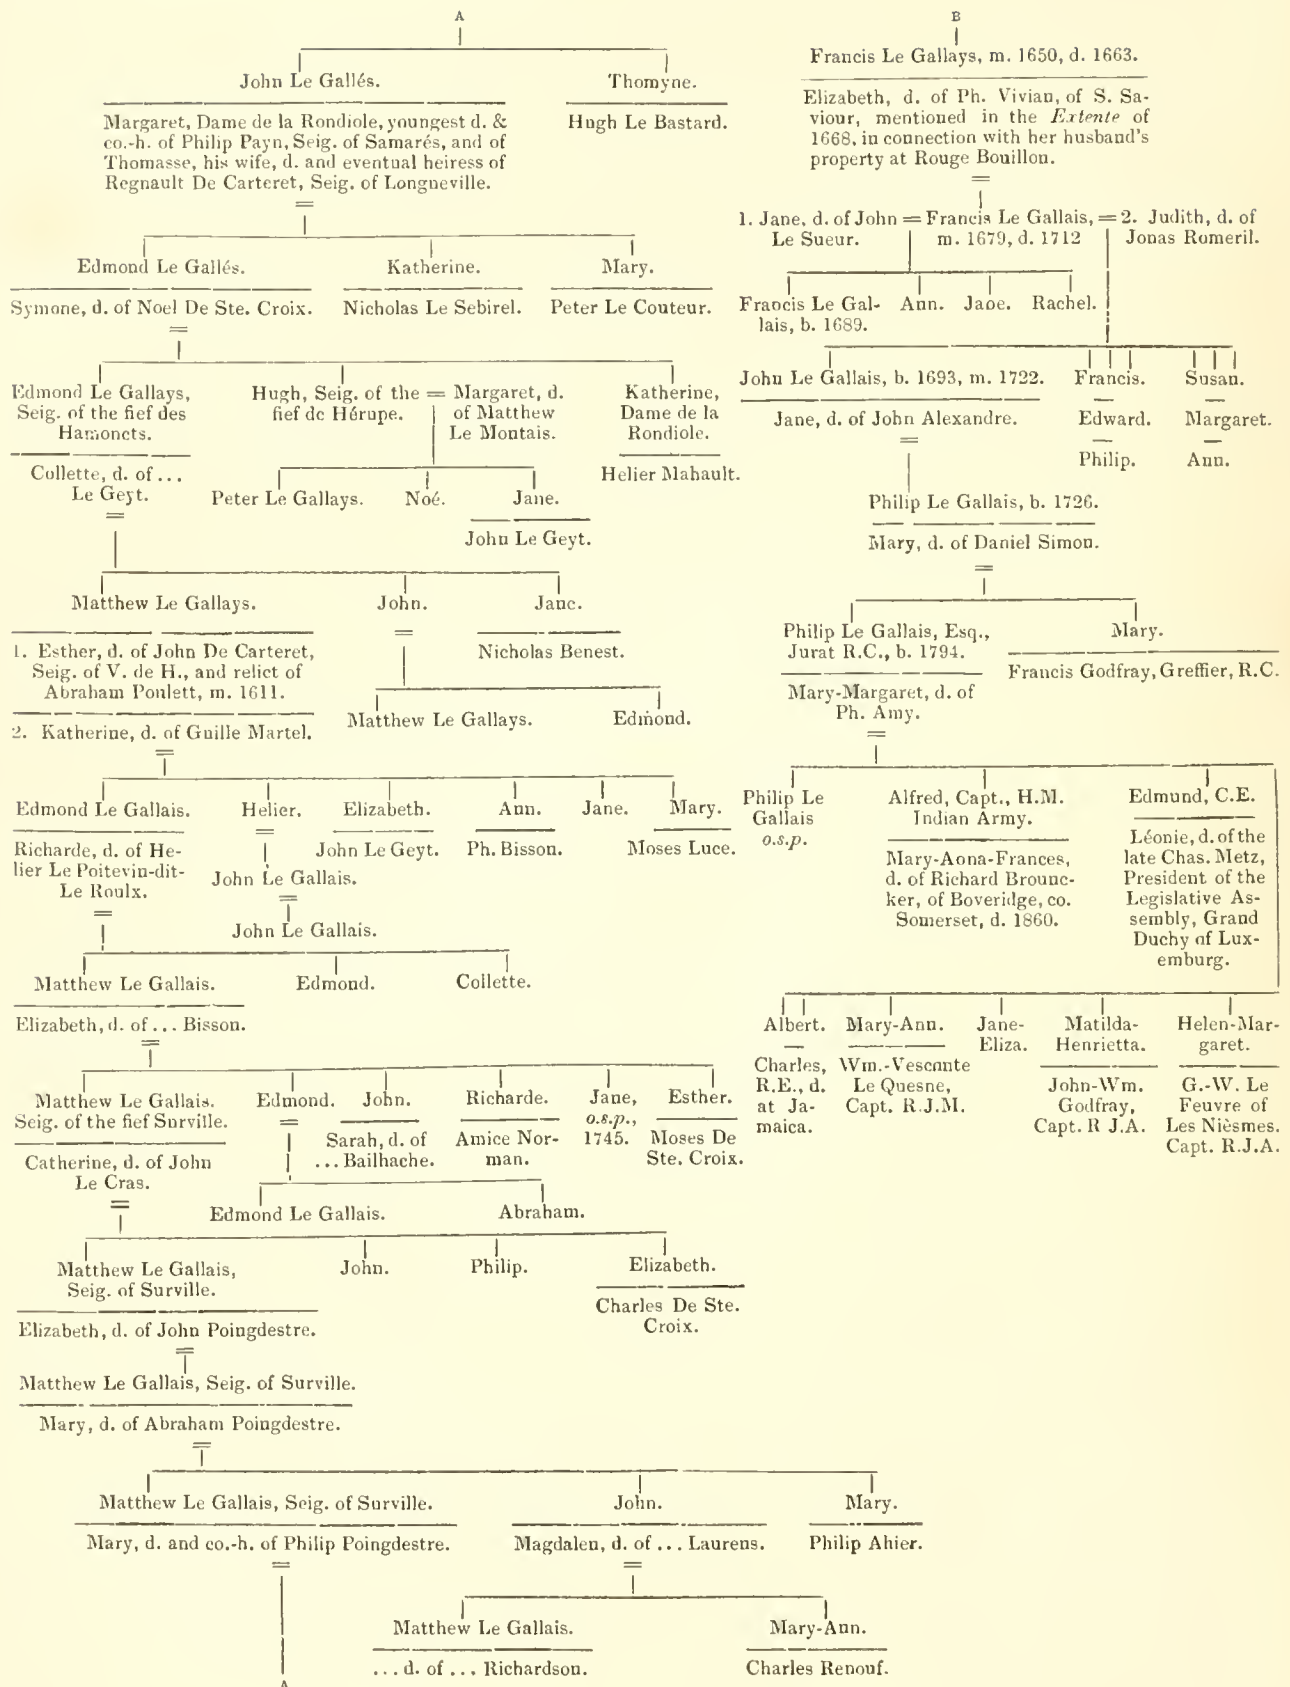 A
John Le Gallés.
Thomyne.
Margaret, Dame de la Rondiole, youngest d. &
co.-h. of Philip Payn, Seig. of Samarés, and of
Thomasse, his wife, d. and eventual heiress of
Regnault De Carteret, Seig. of Longueville.
=
Hugh Le Bastard.
Edmond Le Gallés.
Katherine.
Mary.
Symone, d. of Noel De Ste. Croix.
Nicholas Le Sebirel.
Peter Le Couteur.
=
Edmond Le Gallays,
Seig. of the fief des
Hamonets.
Hugh, Seig. of the
fief de Hérupe.
=
Margaret, d.
of Matthew
Le Montais.
Katherine,
Dame de la
Rondiole.
Collette, d. of ...
Le Geyt.
=
Helier Mahault.
Peter Le Gallays.
Noé.
Jane.
John Le Geyt.
Matthew Le Gallays.
John.
Jane.
1. Esther, d. of John De Carteret,
Seig. of V. de H., and relict of
Abraham Poulett, m. 1611.
=
Nicholas Benest.
2. Katherine, d. of Guille Martel.
=
Matthew Le Gallays.
Edmond.
Edmond Le Gallais.
Helier.
Elizabeth.
Ann.
Jane.
Mary.
Richarde, d. of He-
lier Le Poitevin-dit-
Le Roulx.
=
=
John Le Geyt.
Ph. Bisson.
Moses Luce.
John Le Gallais.
=
John Le Gallais.
Matthew Le Gallais.
Edmond.
Collette.
Elizabeth, d. of ... Bisson.
=
Matthew Le Gallais.
Seig. of the fief Surville.
Edmond.
John.
Richarde.
Jane,
o.s.p.,
1745.
Esther.
Catherine, d. of John
Le Cras.
=
=
Sarah, d. of
... Bailhache.
Amice Nor-
man.
Moses De
Ste. Croix.
Edmond Le Gallais.
Abraham.
Matthew Le Gallais,
Seig. of Surville.
John.
Philip.
Elizabeth.
Charles De Ste.
Croix.
Elizabeth, d. of John Poingdestre.
=
Matthew Le Gallais, Seig. of Surville.
Mary, d. of Abraham Poingdestre.
=
Matthew Le Gallais, Seig. of Surville.
John.
Mary.
Mary, d. and co.-h. of Philip Poingdestre.
Magdalen, d. of ... Laurens.
Philip Ahier.
=
=
Matthew Le Gallais.
Mary-Ann.
... d. of ... Richardson.
Charles Renouf.
A
B
Francis Le Gallays, m. 1650, d. 1663.
Elizabeth, d. of Ph. Vivian, of S. Sa-
viour, mentioned in the Extente of
1668, in connection with her husband's
property at Rouge Bouillon.
=
1. Jane, d. of John
Le Sueur.
=
Francis Le Gallais,
m. 1679, d. 1712
=
2. Judith, d. of
Jonas Romeril.
Francis Le Gal-
lais, b. 1689.
Ann.
Jane.
Rachel.
John Le Gallais, b. 1693, m. 1722.
Francis.
Susan.
Jane, d. of John Alexandre.
Edward.
Margaret.
=
Philip.
Ann.
Philip Le Gallais, b. 1726.
Mary, d. of Daniel Simon.
=
Philip Le Gallais, Esq.,
Jurat R.C., b. 1794.
Mary.
Mary-Margaret, d. of
Ph. Amy.
=
Francis Godfray, Greffier, R.C.
Philip Le
Gallais
o.s.p.
Alfred, Capt., H.M.
Indian Army.
Edmund, C.E.
Mary-Aona-Frances,
d. of Richard Brounc-
ker, of Boveridge, co.
Somerset, d. 1860.
Léonie, d. of the
late Chas. Metz,
President of the
Legislative As-
sembly, Grand
Duchy of Lux-
emburg.
Albert.
Mary-Ann.
Jane-
Eliza.
Matilda-
Henrietta.
Helen-Mar-
garet.
Charles,
R.E., d.
at Ja-
maica.
Wm.-Vescnte
Le Quesne,
Capt. R.J.M.
John-Wm.
Godfray,
Capt. R J.A.
G.-W. Le
Feuvre of
Les Nièsmes.
Capt. R.J.A.